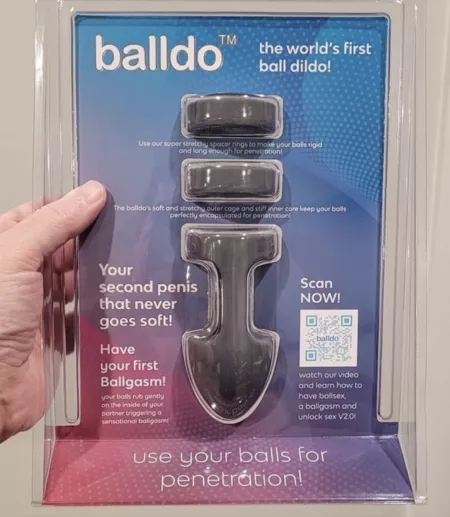 balldo™
the world's first
ball dildo!
Use our super stretchy spacer rings to make your balls rigid
and long enough for penetration!
The balldo's soft and stretchy outer cage and stiff inner core keep your balls
perfectly encapsulated for penetration!
Your
second penis
that never
goes soft!
Have
your first
Ballgasm!
your balls rub gently
on the inside of your
partner triggering a
sensational ballgasm!
Scan
NOW!
balldo
watch our video
and learn how to
have ballsex,
a ballgasm and
unlock sex V2.0!
use your balls for
penetration!